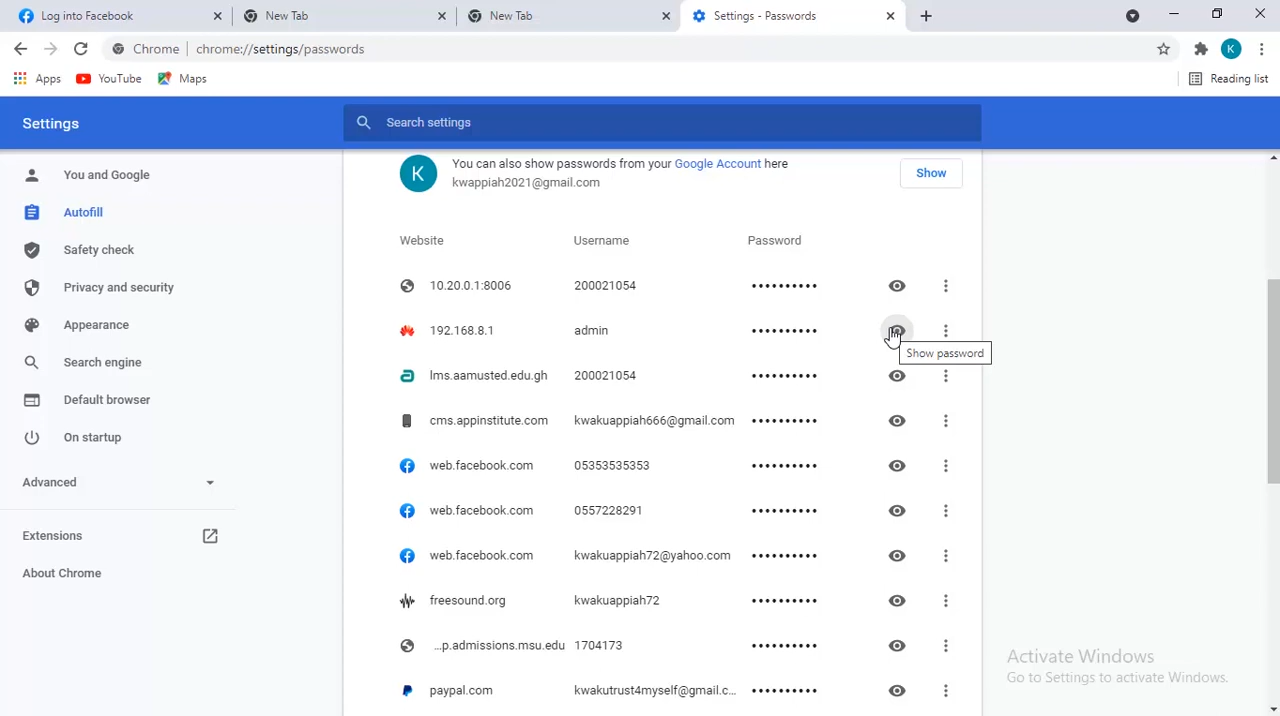 Log into Facebook
New Tab
New Tab
Settings - Passwords
Chrome
chrome://settings/passwords
K
Apps
YouTube
Maps
Reading list
Settings
Search settings
You and Google
Autofill
Safety check
Privacy and security
Appearance
Search engine
Default browser
On startup
Advanced
Extensions
About Chrome
K
You can also show passwords from your Google Account here
kwappiah2021@gmail.com
Show
Website Username Password
10.20.0.1:8006 200021054 ••••••••••
192.168.8.1 admin ••••••••••
Show password
lms.aamusted.edu.gh 200021054 ••••••••••
cms.appinstitute.com kwakuappiah666@gmail.com ••••••••••
web.facebook.com 05353535353 ••••••••••
web.facebook.com 0557228291 ••••••••••
web.facebook.com kwakuappiah72@yahoo.com ••••••••••
freesound.org kwakuappiah72 ••••••••••
...p.admissions.msu.edu 1704173 ••••••••••
paypal.com kwakutrust4myself@gmail.c... ••••••••••
Activate Windows
Go to Settings to activate Windows.